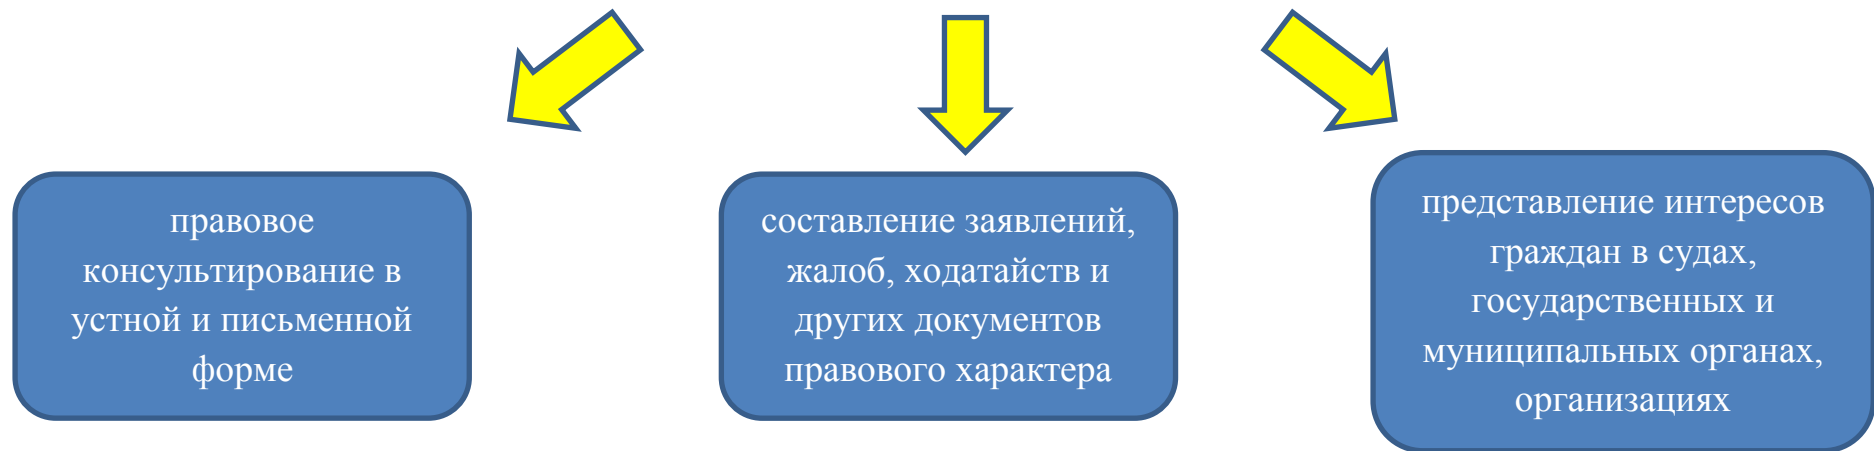 правовое
консультирование в
устной и письменной
форме
составление заявлений,
жалоб, ходатайств и
других документов
правового характера
представление интересов
граждан в судах,
государственных и
муниципальных органах,
организациях